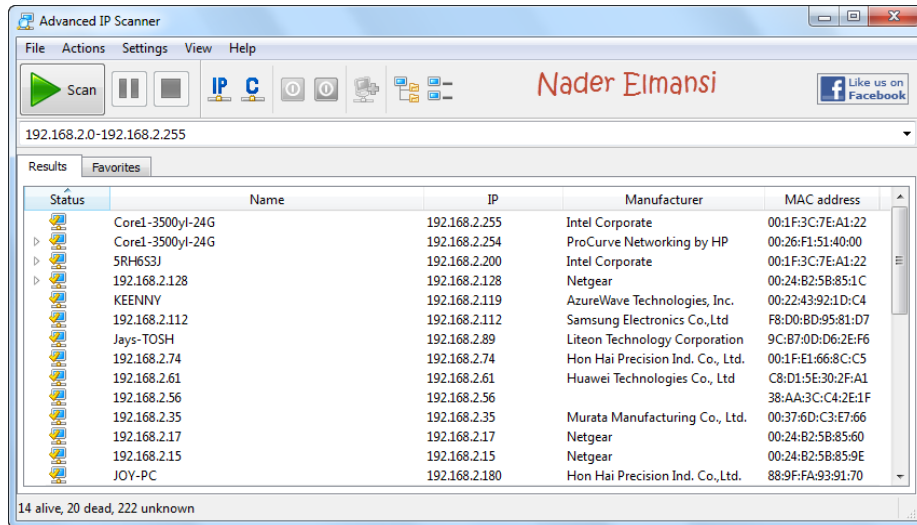 Advanced IP Scanner
File Actions Settings View Help
Scan IP C Nader Elmansi Like us on
Facebook
192.168.2.0-192.168.2.255
Results Favorites
Status Name IP Manufacturer MAC address
Core1-3500yl-24G 192.168.2.255 Intel Corporate 00:1F:3C:7E:A1:22
Core1-3500yl-24G 192.168.2.254 ProCurve Networking by HP 00:26:F1:51:40:00
5RH6S3J 192.168.2.200 Intel Corporate 00:1F:3C:7E:A1:22
192.168.2.128 192.168.2.128 Netgear 00:24:B2:5B:85:1C
KEENNY 192.168.2.119 AzureWave Technologies, Inc. 00:22:43:92:1D:C4
192.168.2.112 192.168.2.112 Samsung Electronics Co.,Ltd F8:D0:BD:95:81:D7
Jays-TOSH 192.168.2.89 Liteon Technology Corporation 9C:B7:0D:D6:2E:F6
192.168.2.74 192.168.2.74 Hon Hai Precision Ind. Co., Ltd. 00:1F:E1:66:8C:C5
192.168.2.61 192.168.2.61 Huawei Technologies Co., Ltd C8:D1:5E:30:2F:A1
192.168.2.56 192.168.2.56 38:AA:3C:C4:2E:1F
192.168.2.35 192.168.2.35 Murata Manufacturing Co., Ltd. 00:37:6D:C3:E7:66
192.168.2.17 192.168.2.17 Netgear 00:24:B2:5B:85:60
192.168.2.15 192.168.2.15 Netgear 00:24:B2:5B:85:9E
JOY-PC 192.168.2.180 Hon Hai Precision Ind. Co.,Ltd. 88:9F:FA:93:91:70
14 alive, 20 dead, 222 unknown